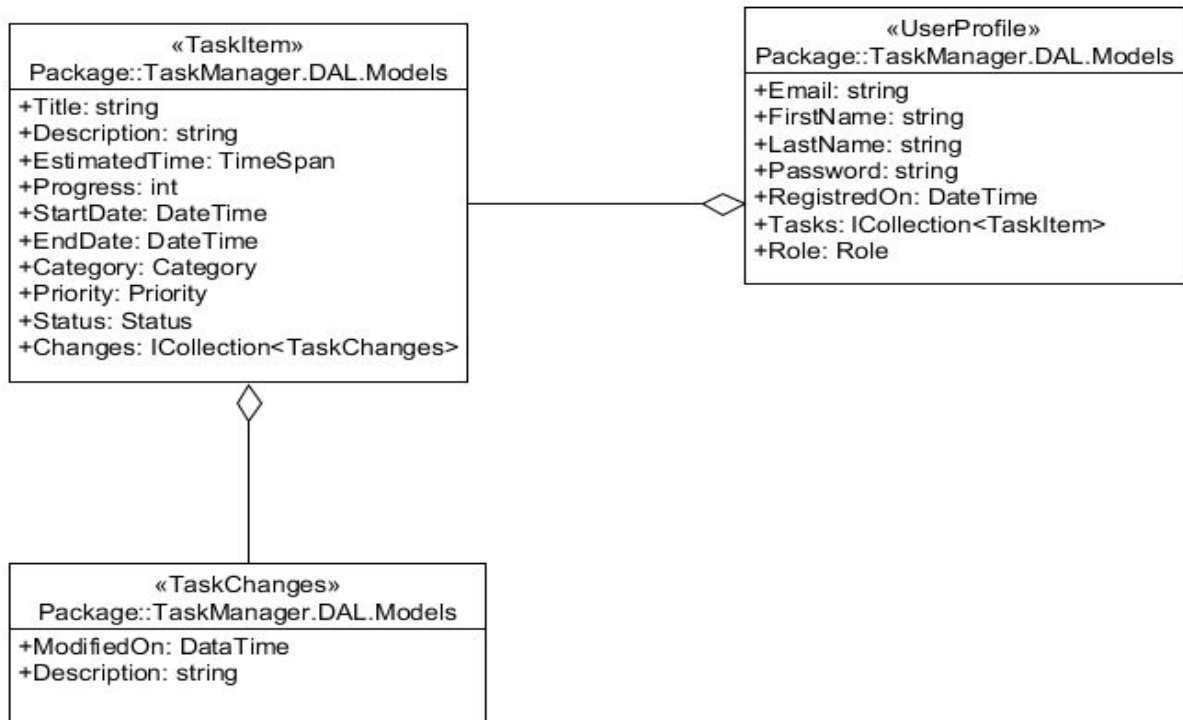 «TaskItem»
Package::TaskManager.DAL.Models
+Title: string
+Description: string
+EstimatedTime: TimeSpan
+Progress: int
+StartDate: DateTime
+EndDate: DateTime
+Category: Category
+Priority: Priority
+Status: Status
+Changes: ICollection<TaskChanges>
«UserProfile»
Package::TaskManager.DAL.Models
+Email: string
+FirstName: string
+LastName: string
+Password: string
+RegistredOn: DateTime
+Tasks: ICollection<TaskItem>
+Role: Role
«TaskChanges»
Package::TaskManager.DAL.Models
+ModifiedOn: DataTime
+Description: string